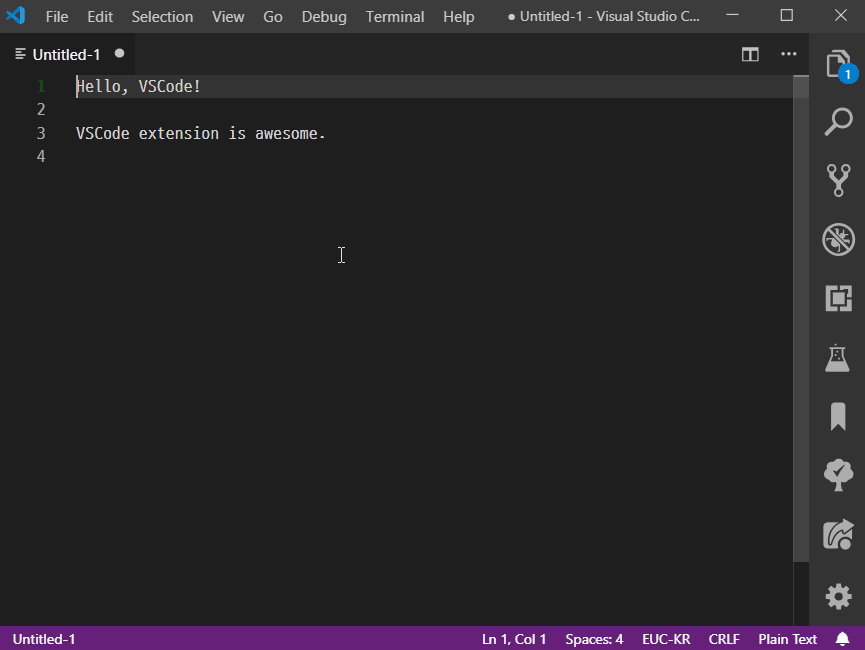 File Edit Selection View Go Debug Terminal Help ● Untitled-1 - Visual Studio C...
Untitled-1 ●
1 Hello, VSCode!
2
3 VSCode extension is awesome.
4
1
Untitled-1 Ln 1, Col 1 Spaces: 4 EUC-KR CRLF Plain Text